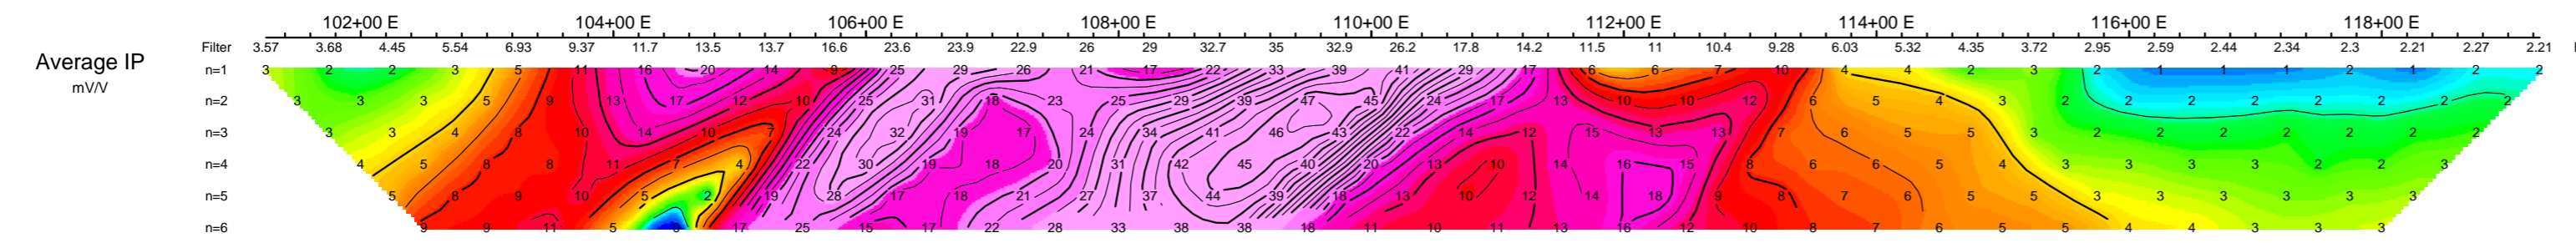 102+00 E 104+00 E 106+00 E 108+00 E 110+00 E 112+00 E 114+00 E 116+00 E 118+00 E
Filter 3.57 3.68 4.45 5.54 6.93 9.37 11.7 13.5 13.7 16.6 23.6 23.9 22.9 26 29 32.7 35 32.9 26.2 17.8 14.2 11.5 11 10.4 9.28 6.03 5.32 4.35 3.72 2.95 2.59 2.44 2.34 2.3 2.21 2.27 2.21
Average IP
mV/V
n=1 3 2 2 3 5 11 16 20 14 9 25 29 26 21 17 22 33 39 41 29 17 6 6 7 10 4 4 2 3 2 1 1 1 2 1 2 2
n=2 3 3 3 5 9 13 17 12 10 25 31 18 23 25 29 39 47 45 24 17 13 10 10 12 6 5 4 3 2 2 2 2 2 2 2 2
n=3 3 3 4 8 10 14 10 7 24 32 19 17 24 34 41 46 43 22 14 12 15 13 13 7 6 5 5 3 2 2 2 2 2 2 2
n=4 4 5 8 8 11 7 4 22 30 19 18 20 31 42 45 40 20 13 10 14 16 15 8 6 6 5 4 3 3 3 3 2 2 3
n=5 5 8 9 10 5 2 19 28 17 18 21 27 37 44 39 18 13 10 12 14 18 9 8 7 6 5 5 3 3 3 3 3 3
n=6 9 9 11 5 0 17 25 15 17 22 28 33 38 38 18 11 10 11 13 16 12 10 8 7 6 5 5 4 4 3 3 3